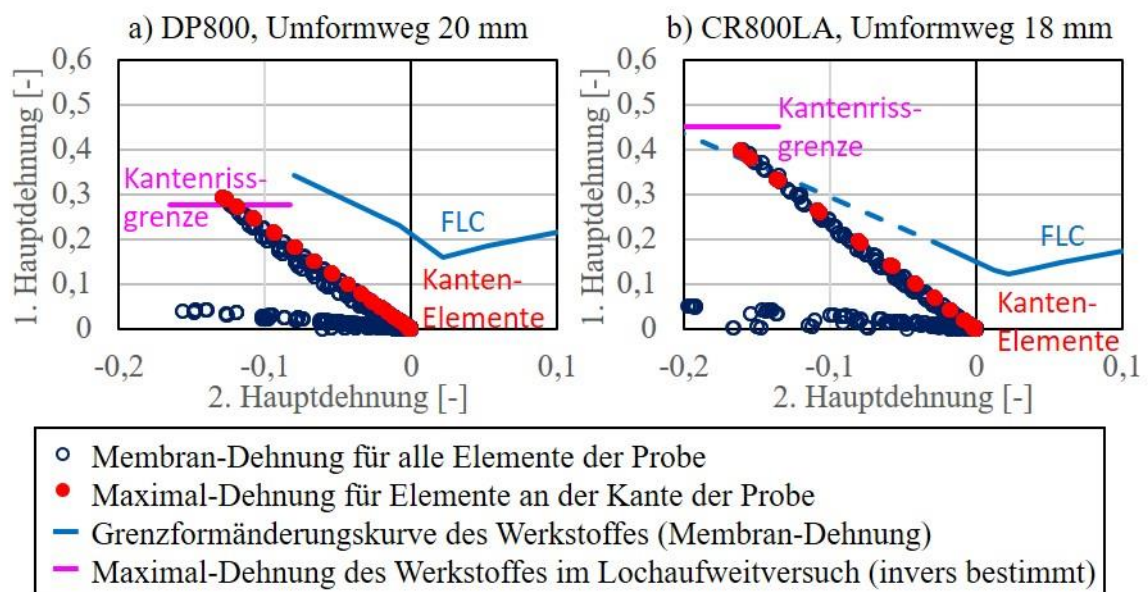 a) DP800, Umformweg 20 mm
0,6
0,5
0,4
0,3
0,2
0,1
0
1. Hauptdehnung [-]
Kantenriss-
grenze
FLC
Kanten-
Elemente
-0,2
-0,1
0
0,1
2. Hauptdehnung [-]
b) CR800LA, Umformweg 18 mm
0,6
0,5
0,4
0,3
0,2
0,1
0
1. Hauptdehnung [-]
Kantenriss-
grenze
FLC
Kanten-
Elemente
-0,2
-0,1
0
0,1
2. Hauptdehnung [-]
Membran-Dehnung für alle Elemente der Probe
Maximal-Dehnung für Elemente an der Kante der Probe
Grenzformänderungskurve des Werkstoffes (Membran-Dehnung)
Maximal-Dehnung des Werkstoffes im Lochaufweitversuch (invers bestimmt)